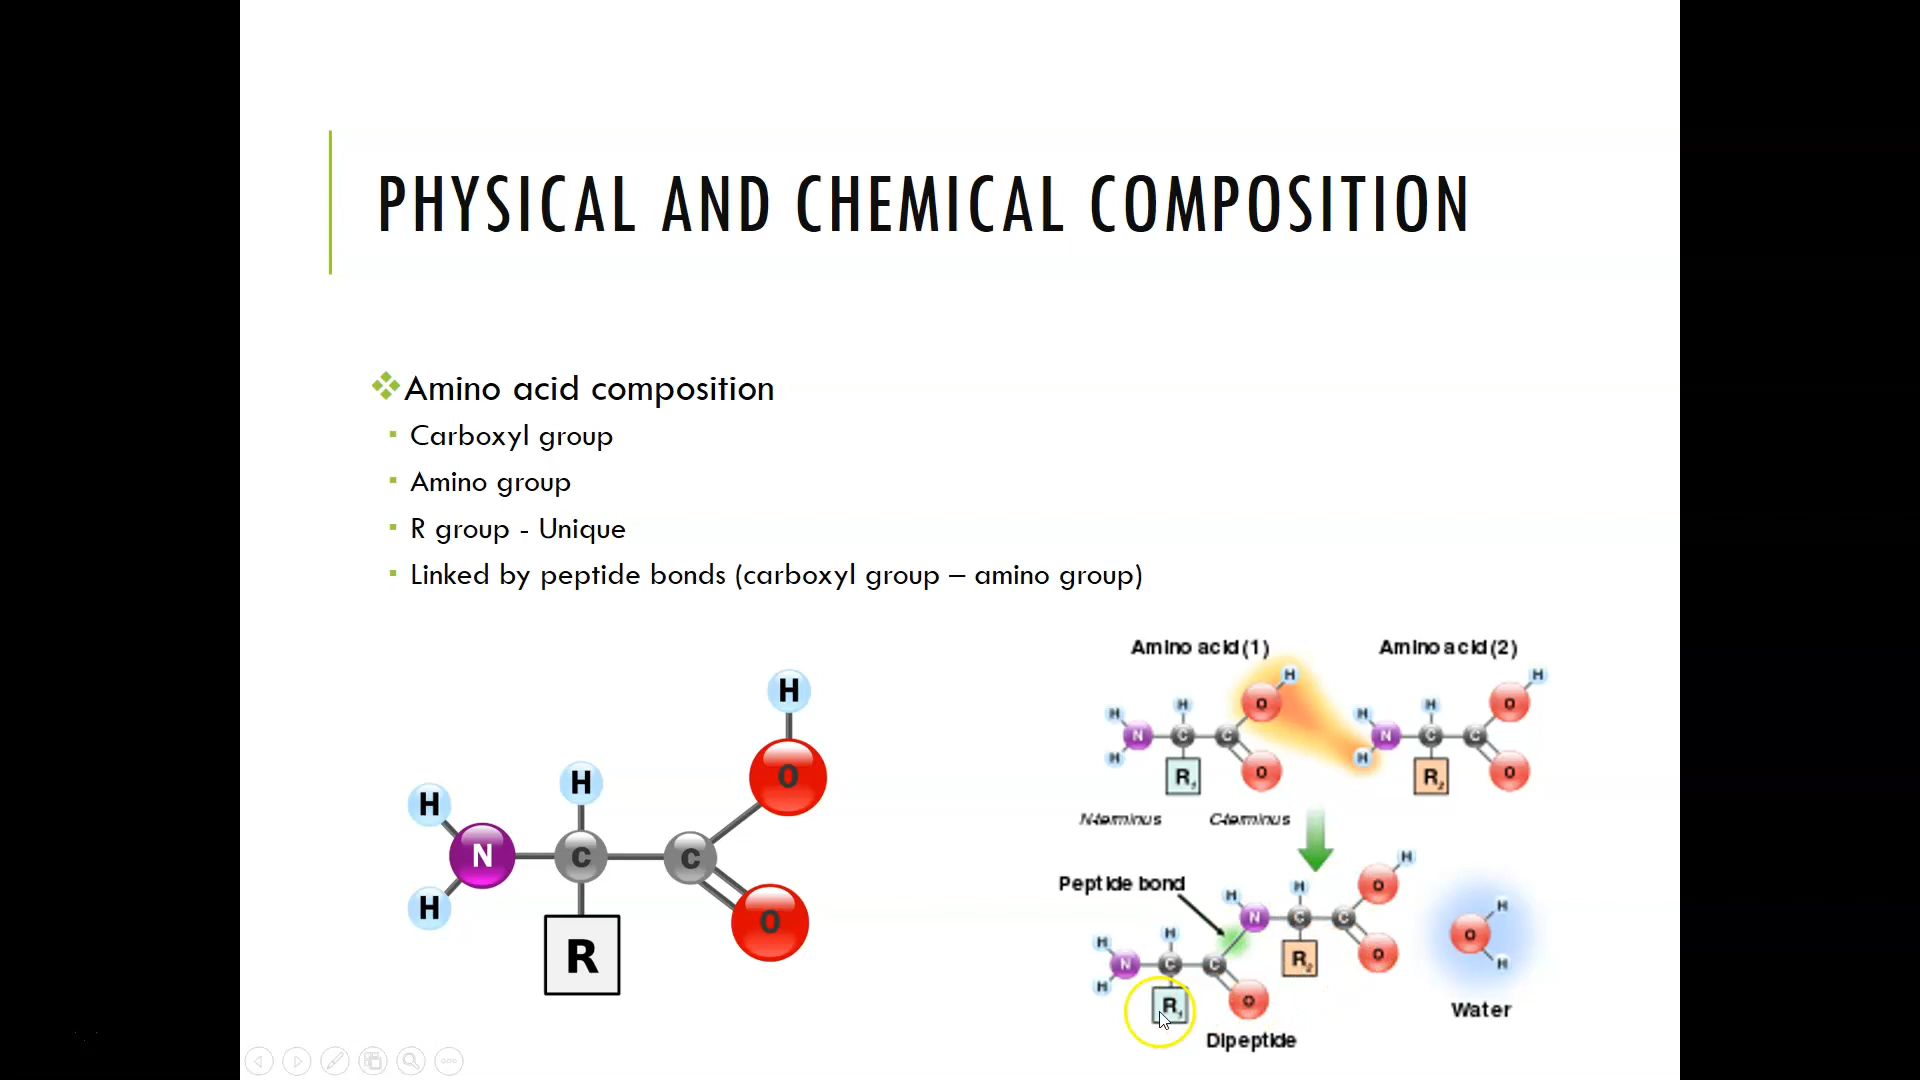 PHYSICAL AND CHEMICAL COMPOSITION
Amino acid composition
Carboxyl group
Amino group
R group - Unique
Linked by peptide bonds (carboxyl group – amino group)
H
O
H
H
N
C
C
H
O
R
Amino acid (1) Amino acid (2)
H H
O O
H H H H
N C C N C C
H H
R1 O R2 O
N-terminus C-terminus
Peptide bond
H H H
O
N C C
H H H
O
R2 O
N C C H
H
R1 O
Water
Dipeptide